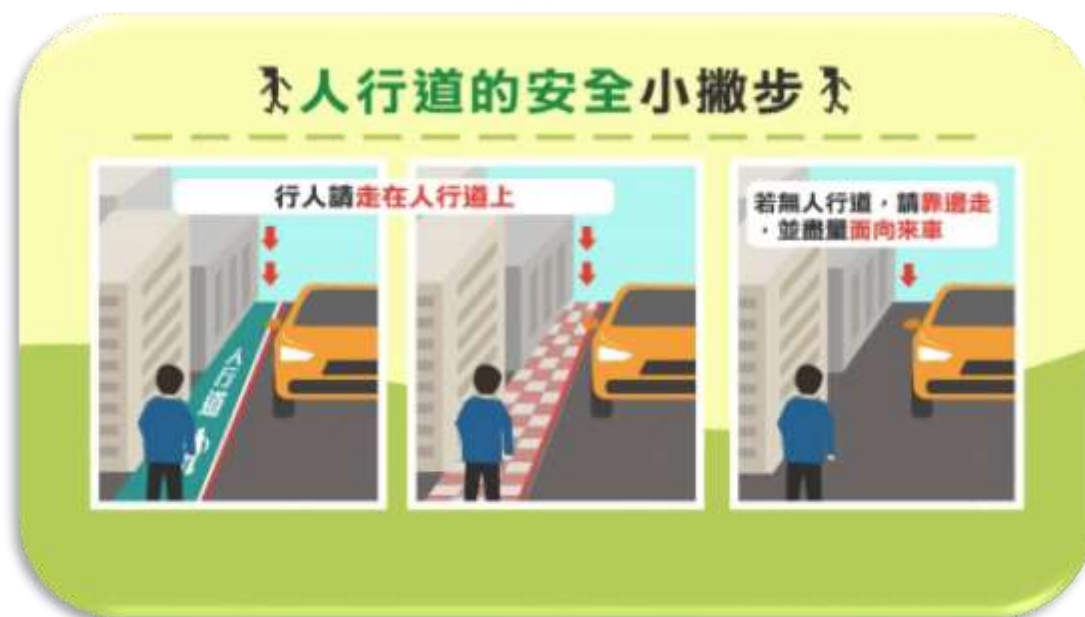 人行道的安全小撇步
行人請走在人行道上
若無人行道，請靠邊走
，並盡量面向來車
人行道